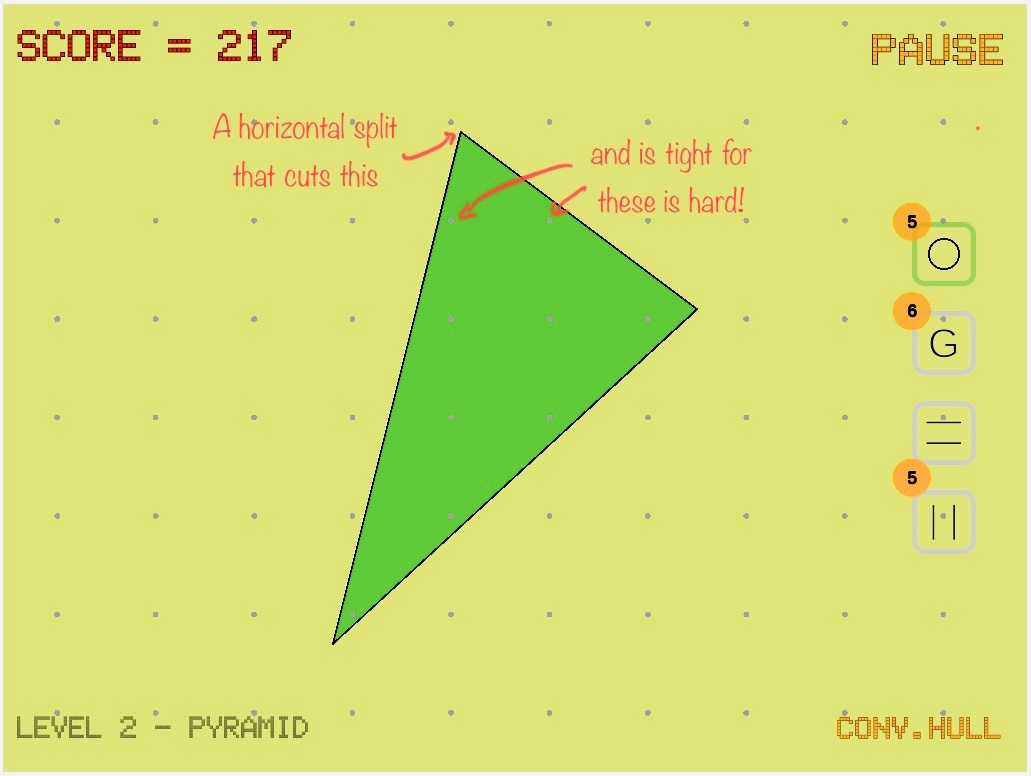 SCORE = 217
PAUSE
A horizontal split
that cuts this
and is tight for
these is hard!
5
6
G
5
LEVEL 2 - PYRAMID
CONV.HULL